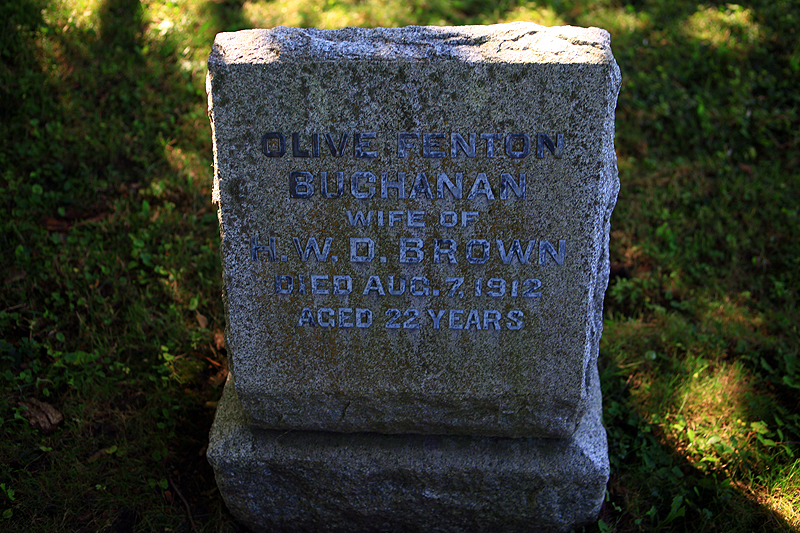 OLIVE FENTON
BUCHANAN
WIFE OF
H.W.D. BROWN
DIED AUG. 7, 1912
AGED 22 YEARS